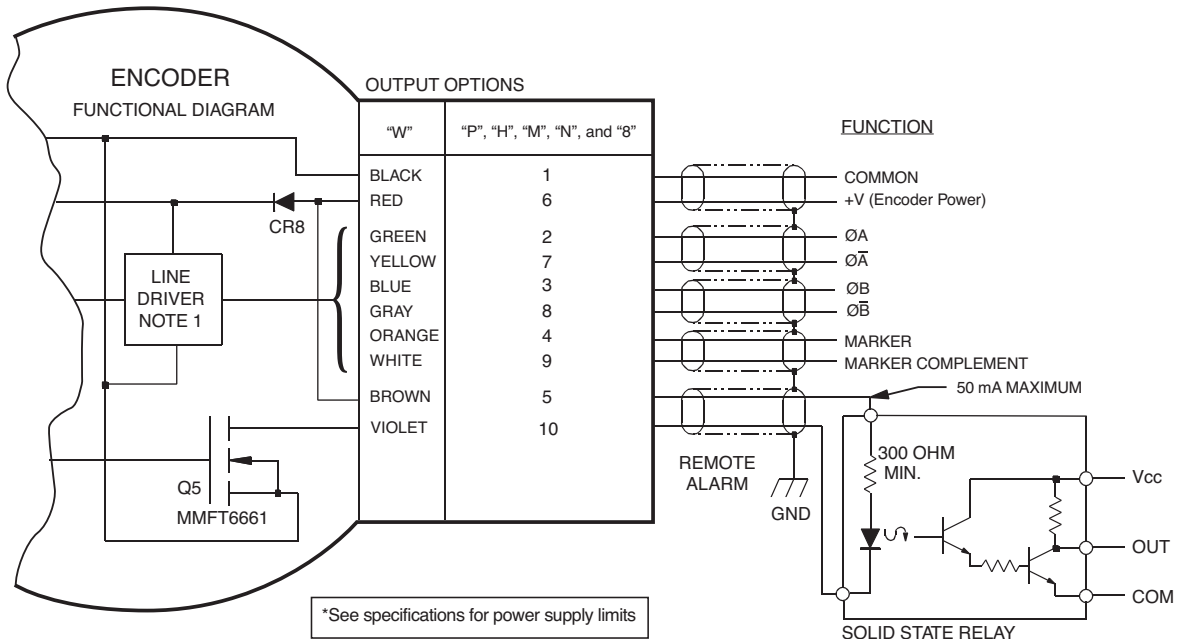 ENCODER
FUNCTIONAL DIAGRAM
OUTPUT OPTIONS
“W”
“P”, “H”, “M”, “N”, and “8”
FUNCTION
BLACK 1 COMMON
RED 6 +V (Encoder Power)
CR8
GREEN 2 ØA
YELLOW 7 ØA̅
BLUE 3 ØB
GRAY 8 ØB̅
ORANGE 4 MARKER
WHITE 9 MARKER COMPLEMENT
LINE
DRIVER
NOTE 1
BROWN 5 50 mA MAXIMUM
VIOLET 10
Q5
MMFT6661
REMOTE
ALARM
GND
300 OHM
MIN.
Vcc
OUT
COM
SOLID STATE RELAY
*See specifications for power supply limits